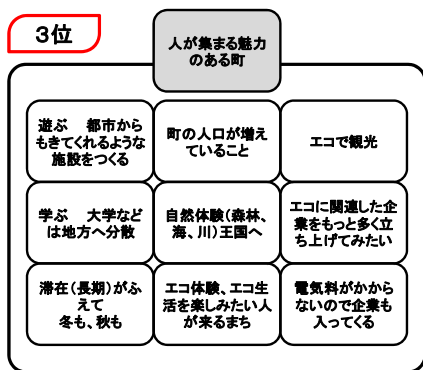 3位
人が集まる魅力
のある町
遊ぶ 都市から
もきてくれるような
施設をつくる
町の人口が増え
ていること
エコで観光
学ぶ 大学など
は地方へ分散
自然体験(森林、
海、川)王国へ
エコに関連した企
業をもっと多く立
ち上げてみたい
滞在(長期)がふ
えて
冬も、秋も
エコ体験、エコ生
活を楽しみたい人
が来るまち
電気料がかから
ないので企業も
入ってくる